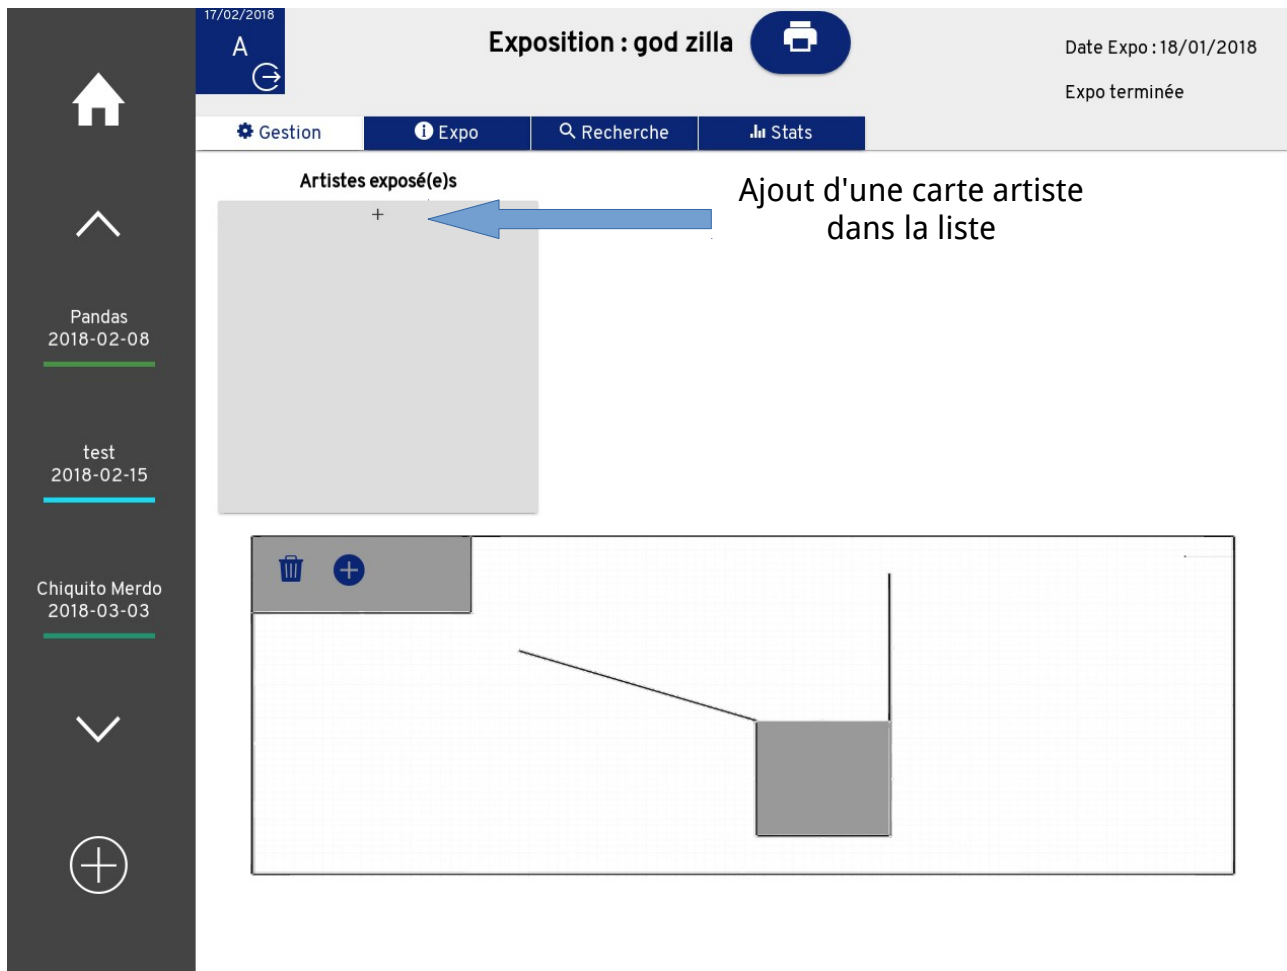 17/02/2018
A
Exposition : god zilla
Date Expo : 18/01/2018
Expo terminée
Gestion
Expo
Recherche
Stats
Artistes exposé(e)s
+
Ajout d'une carte artiste
dans la liste
Pandas
2018-02-08
test
2018-02-15
Chiquito Merdo
2018-03-03